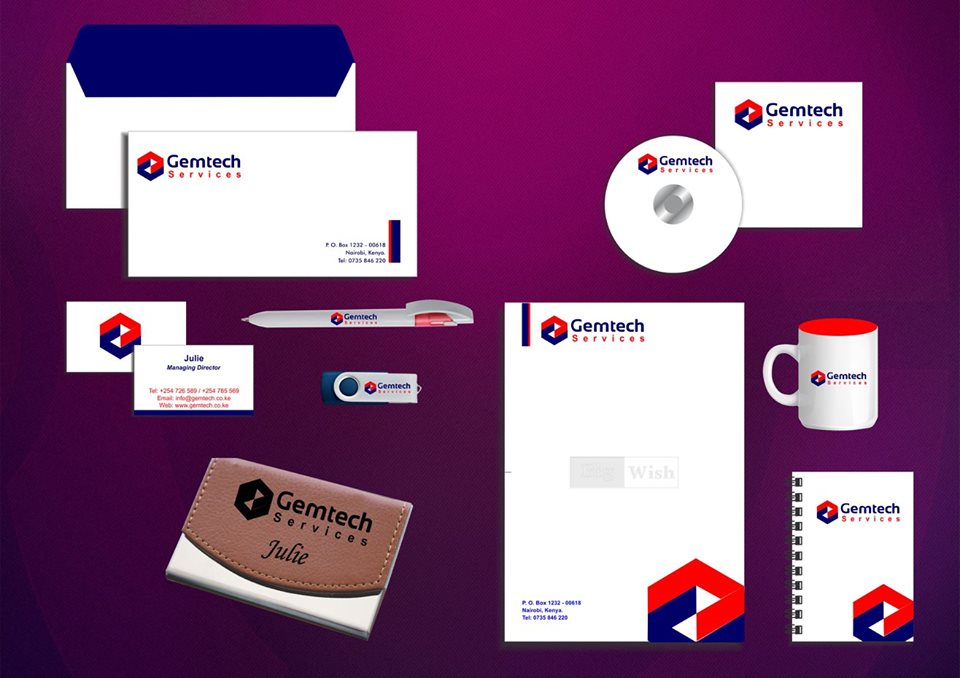 Gemtech
Services
P. O. Box 1232 - 00618
Nairobi, Kenya.
Tel: 0735 846 220
Gemtech
Services
Gemtech
Services
Julie
Managing Director
Tel: +254 726 589 / +254 765 569
Email: info@gemtech.co.ke
Web: www.gemtech.co.ke
Gemtech
Services
Gemtech
Services
Gemtech
Services
Wish
P. O. Box 1232 - 00618
Nairobi, Kenya.
Tel: 0735 846 220
Gemtech
Services
Gemtech
Services
Julie
Gemtech
Services